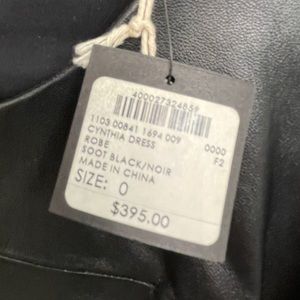 400027324859
1103 00841 1694 009 0000
CYNTHIA DRESS F2
ROBE
SOOT BLACK/NOIR
MADE IN CHINA
SIZE: 0
$395.00